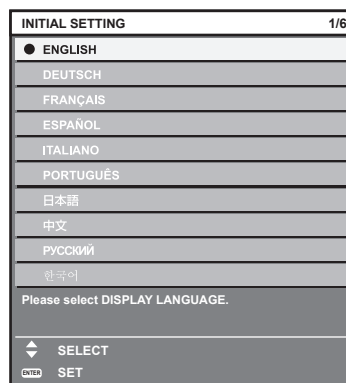 INITIAL SETTING 1/6
ENGLISH
DEUTSCH
FRANÇAIS
ESPAÑOL
ITALIANO
PORTUGUÊS
日本語
中文
РУССКИЙ
한국어
Please select DISPLAY LANGUAGE.
SELECT
ENTER SET